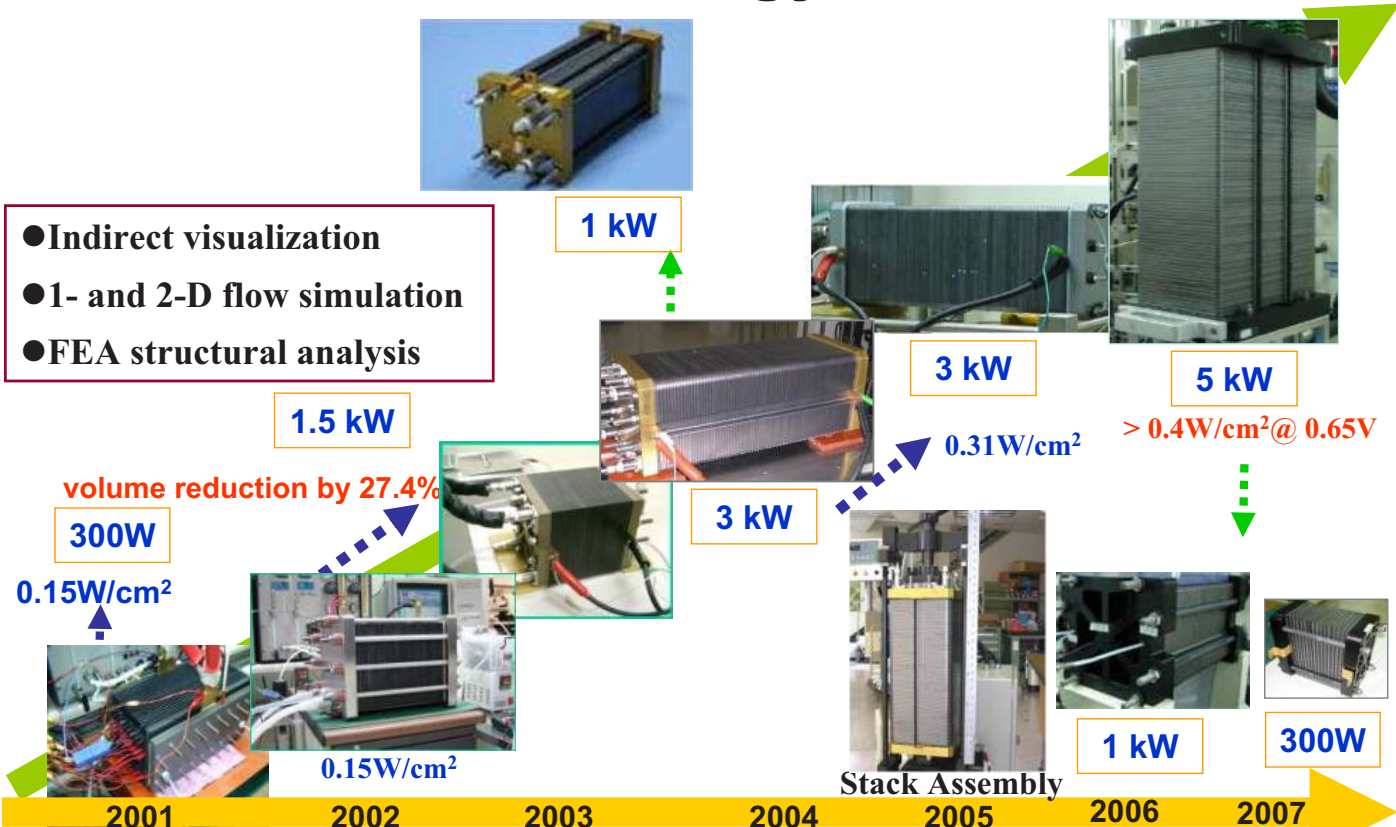 1 kW
●Indirect visualization
●1- and 2-D flow simulation
●FEA structural analysis
3 kW
5 kW
> 0.4W/cm²@ 0.65V
1.5 kW
0.31W/cm²
volume reduction by 27.4%
3 kW
300W
0.15W/cm²
1 kW
300W
0.15W/cm²
Stack Assembly
2001
2002
2003
2004
2005
2006
2007